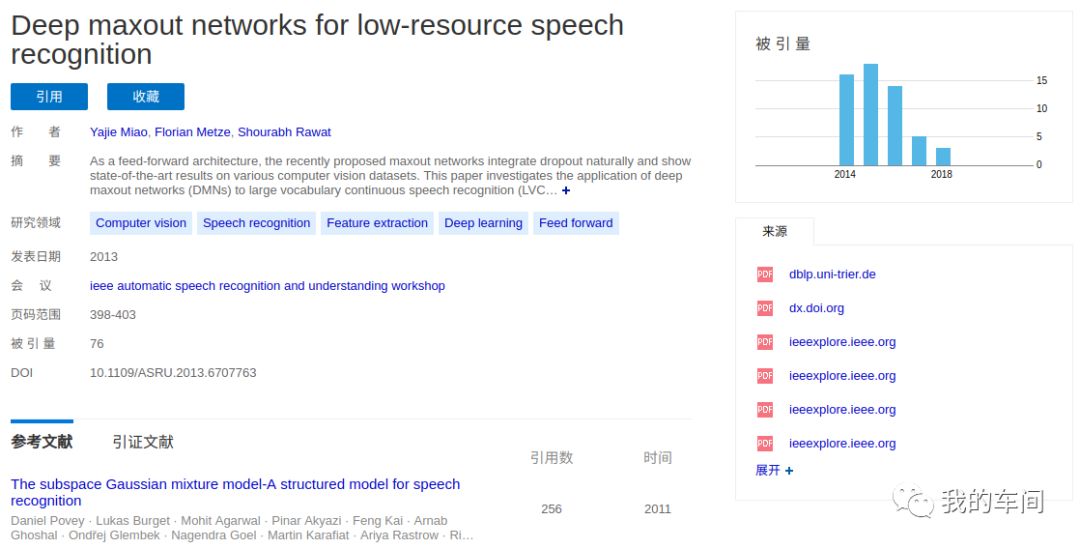 Deep maxout networks for low-resource speech
recognition
引用
收藏
作 者 Yajie Miao, Florian Metze, Shourabh Rawat
摘 要 As a feed-forward architecture, the recently proposed maxout networks integrate dropout naturally and show
state-of-the-art results on various computer vision datasets. This paper investigates the application of deep
maxout networks (DMNs) to large vocabulary continuous speech recognition (LVC… +
研究领域 Computer vision Speech recognition Feature extraction Deep learning Feed forward
发表日期 2013
会 议 ieee automatic speech recognition and understanding workshop
页码范围 398-403
被 引 量 76
DOI 10.1109/ASRU.2013.6707763
参考文献 引证文献
引用数 时间
The subspace Gaussian mixture model-A structured model for speech
recognition
256 2011
Daniel Povey · Lukas Burget · Mohit Agarwal · Pinar Akyazi · Feng Kai · Arnab
Ghoshal · Ondřej Glembek · Nagendra Goel · Martin Karafiat · Ariya Rastrow · Ri…
被 引 量
15
10
5
0
2014 2018
来源
PDF dblp.uni-trier.de
PDF dx.doi.org
PDF ieeexplore.ieee.org
PDF ieeexplore.ieee.org
PDF ieeexplore.ieee.org
PDF ieeexplore.ieee.org
展开 +
我的车间